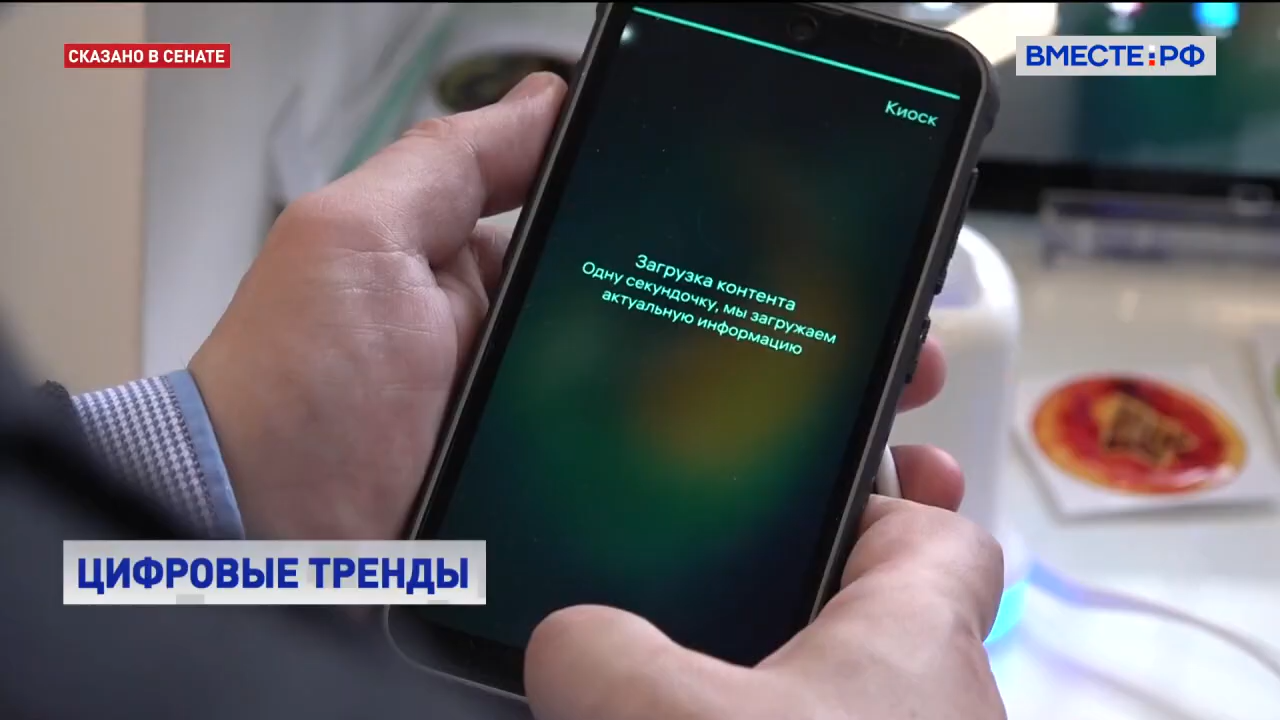 СКАЗАНО В СЕНАТЕ
ВМЕСТЕ:РФ
Киоск
Загрузка контента
Одну секундочку, мы загружаем
актуальную информацию
ЦИФРОВЫЕ ТРЕНДЫ